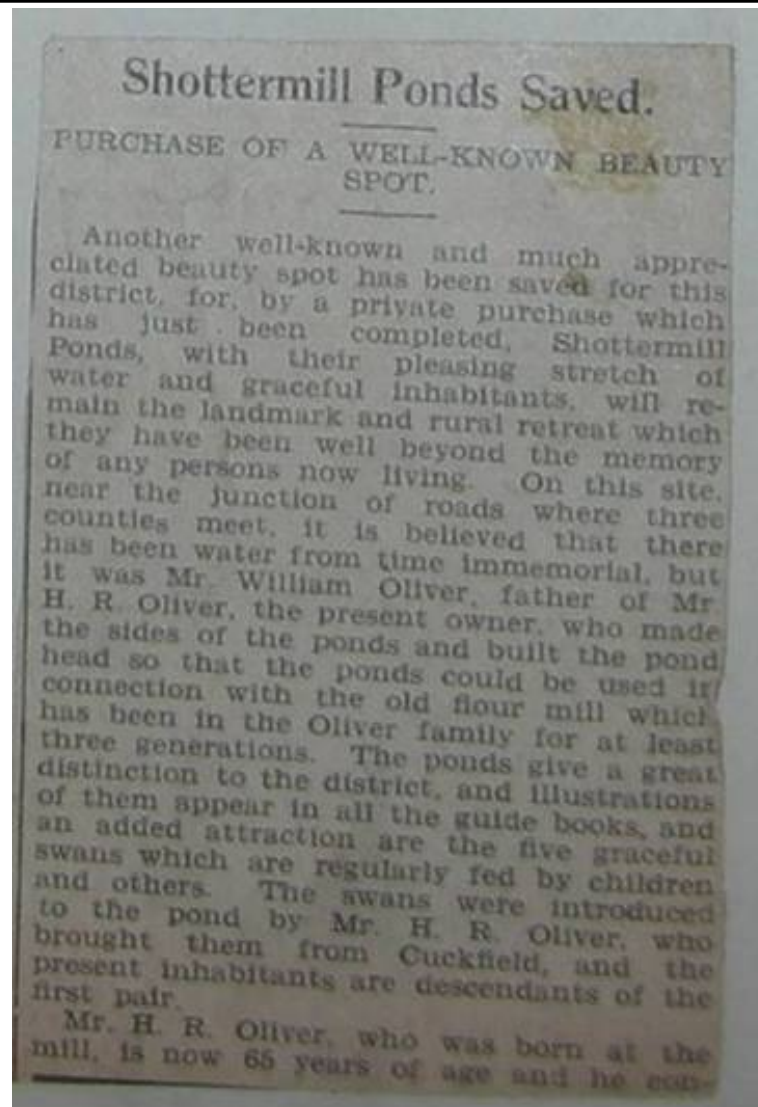 Shottermill Ponds Saved.
PURCHASE OF A WELL-KNOWN BEAUTY
SPOT.
Another well-known and much appre-
ciated beauty spot has been saved for this
district, for, by a private purchase which
has just been completed, Shottermill
Ponds, with their pleasing stretch of
water and graceful inhabitants, will re-
main the landmark and rural retreat which
they have been well beyond the memory
of any persons now living. On this site,
near the junction of roads where three
counties meet, it is believed that there
has been water from time immemorial, but
it was Mr. William Oliver, father of Mr
H. R. Oliver, the present owner, who made
the sides of the ponds and built the pond
head so that the ponds could be used in
connection with the old flour mill which
has been in the Oliver family for at least
three generations. The ponds give a great
distinction to the district, and illustrations
of them appear in all the guide books, and
an added attraction are the five graceful
swans which are regularly fed by children
and others. The swans were introduced
to the pond by Mr. H. R. Oliver, who
brought them from Cuckfield, and the
present inhabitants are descendants of the
first pair.
Mr. H. R. Oliver, who was born at the
mill, is now 65 years of age and he con-